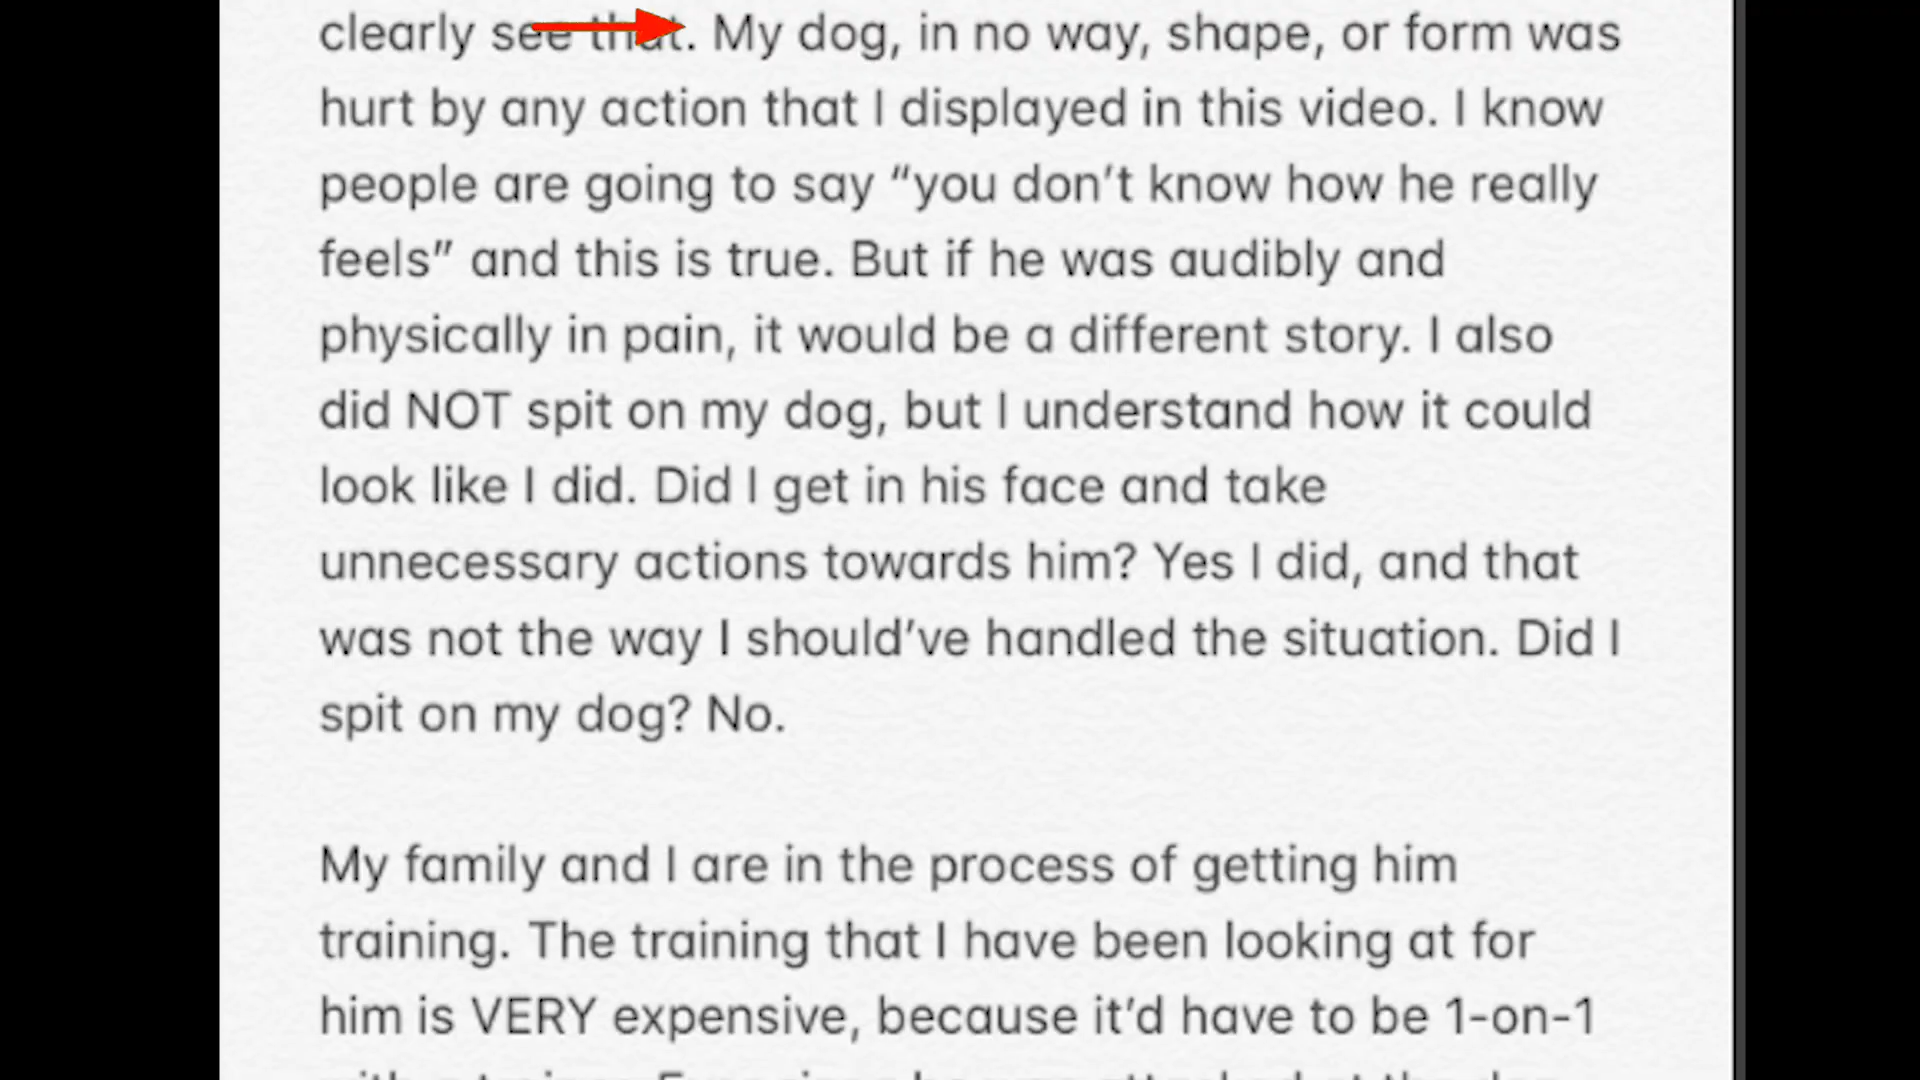 clearly see that. My dog, in no way, shape, or form was
hurt by any action that I displayed in this video. I know
people are going to say “you don’t know how he really
feels” and this is true. But if he was audibly and
physically in pain, it would be a different story. I also
did NOT spit on my dog, but I understand how it could
look like I did. Did I get in his face and take
unnecessary actions towards him? Yes I did, and that
was not the way I should’ve handled the situation. Did I
spit on my dog? No.
My family and I are in the process of getting him
training. The training that I have been looking at for
him is VERY expensive, because it’d have to be 1-on-1